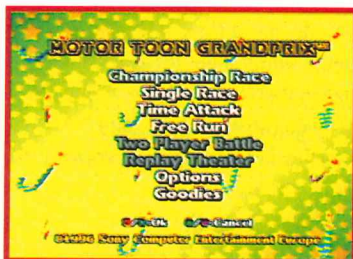 MOTOR TOON GRANDPRIX
Championship Race
Single Race
Time Attack
Free Run
Two Player Battle
Replay Theater
Options
Goodies
-Ok -Cancel
©1996 Sony Computer Entertainment Europe